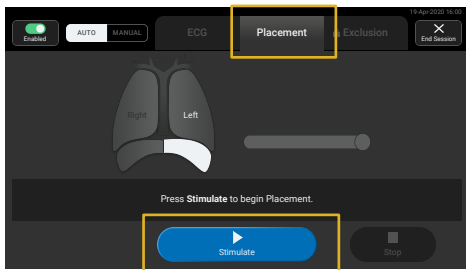 19-Apr-2020 16:00
Enabled
AUTO MANUAL
ECG
Placement
Exclusion
End Session
Right
Left
Press Stimulate to begin Placement.
Stimulate
Stop